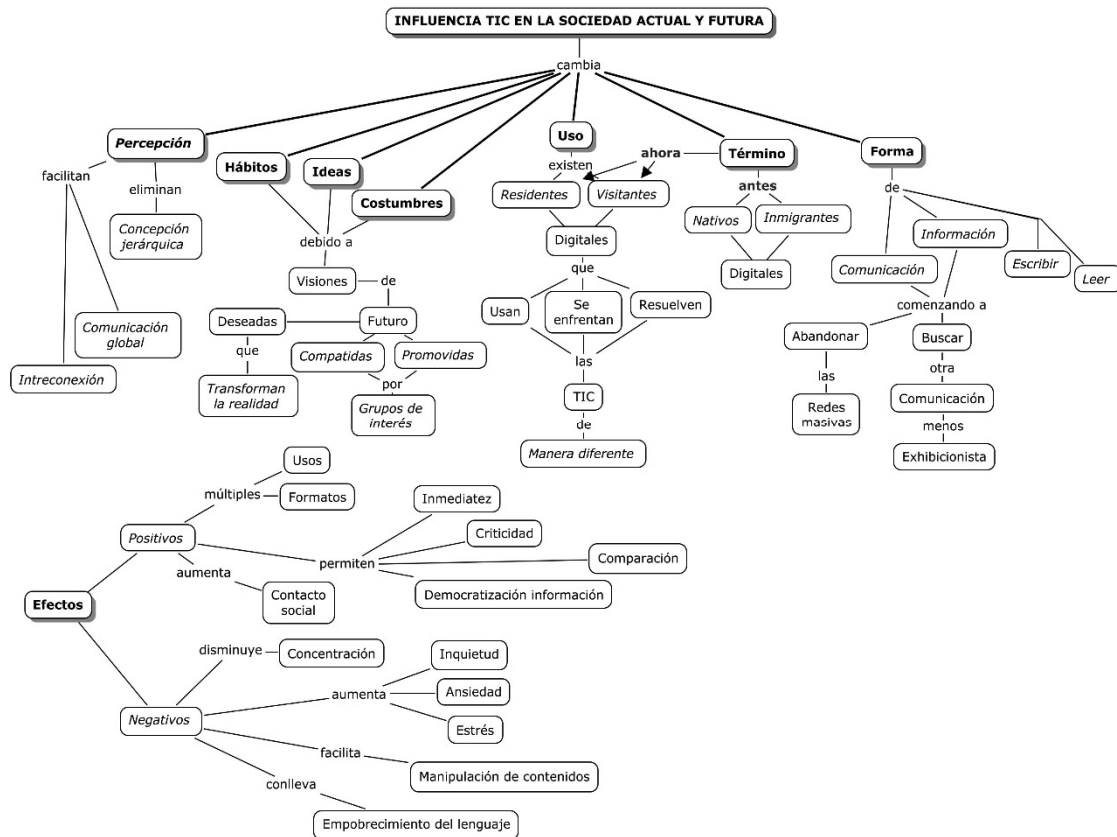 INFLUENCIA TIC EN LA SOCIEDAD ACTUAL Y FUTURA
cambia
Percepción
facilitan
eliminan
Concepción
jerárquica
Comunicación
global
Intreconexión
Hábitos
Ideas
Costumbres
debido a
Visiones
de
Futuro
Deseadas
que
Transforman
la realidad
Compatidas
Promovidas
por
Grupos de
interés
Uso
existen
ahora
Residentes
Visitantes
Digitales
que
Usan
Se
enfrentan
Resuelven
las
TIC
de
Manera diferente
Término
antes
Nativos
Inmigrantes
Digitales
Forma
de
Comunicación
Información
Escribir
Leer
comenzando a
Abandonar
las
Redes
masivas
Buscar
otra
Comunicación
menos
Exhibicionista
Efectos
Positivos
múltiples
Usos
Formatos
aumenta
Contacto
social
permiten
Inmediatez
Criticidad
Comparación
Democratización información
Negativos
disminuye
Concentración
aumenta
Inquietud
Ansiedad
Estrés
facilita
Manipulación de contenidos
conlleva
Empobrecimiento del lenguaje